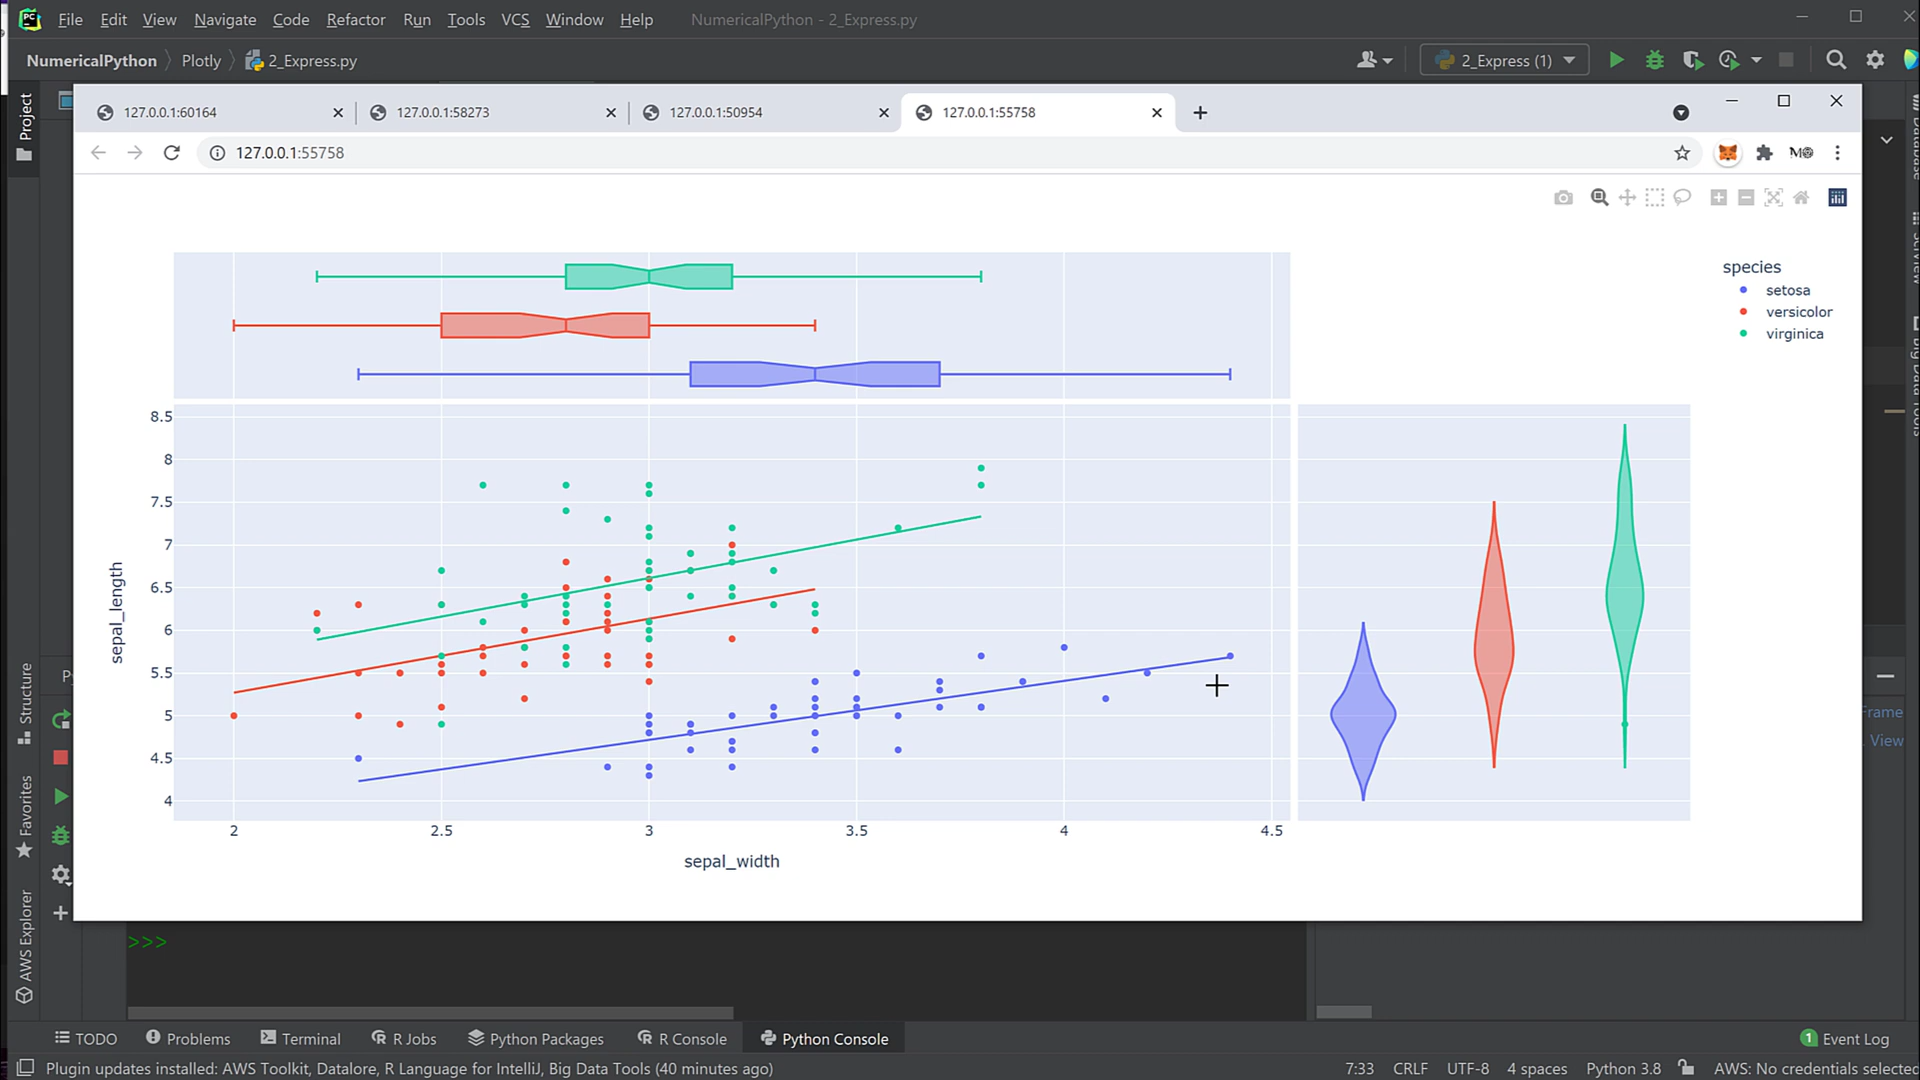 File Edit View Navigate Code Refactor Run Tools VCS Window Help NumericalPython - 2_Express.py
NumericalPython Plotly 2_Express.py 2_Express (1)
Project
127.0.0.1:60164 127.0.0.1:58273 127.0.0.1:50954 127.0.0.1:55758
127.0.0.1:55758
species
setosa
versicolor
virginica
8.5
8
7.5
7
6.5
6
5.5
5
4.5
4
sepal_length
2 2.5 3 3.5 4 4.5
sepal_width
Structure
Favorites
AWS Explorer
Database
SciView
Big Data Tools
Frame
View
>>>
TODO Problems Terminal R Jobs Python Packages R Console Python Console 1 Event Log
Plugin updates installed: AWS Toolkit, Datalore, R Language for IntelliJ, Big Data Tools (40 minutes ago) 7:33 CRLF UTF-8 4 spaces Python 3.8 AWS: No credentials selected